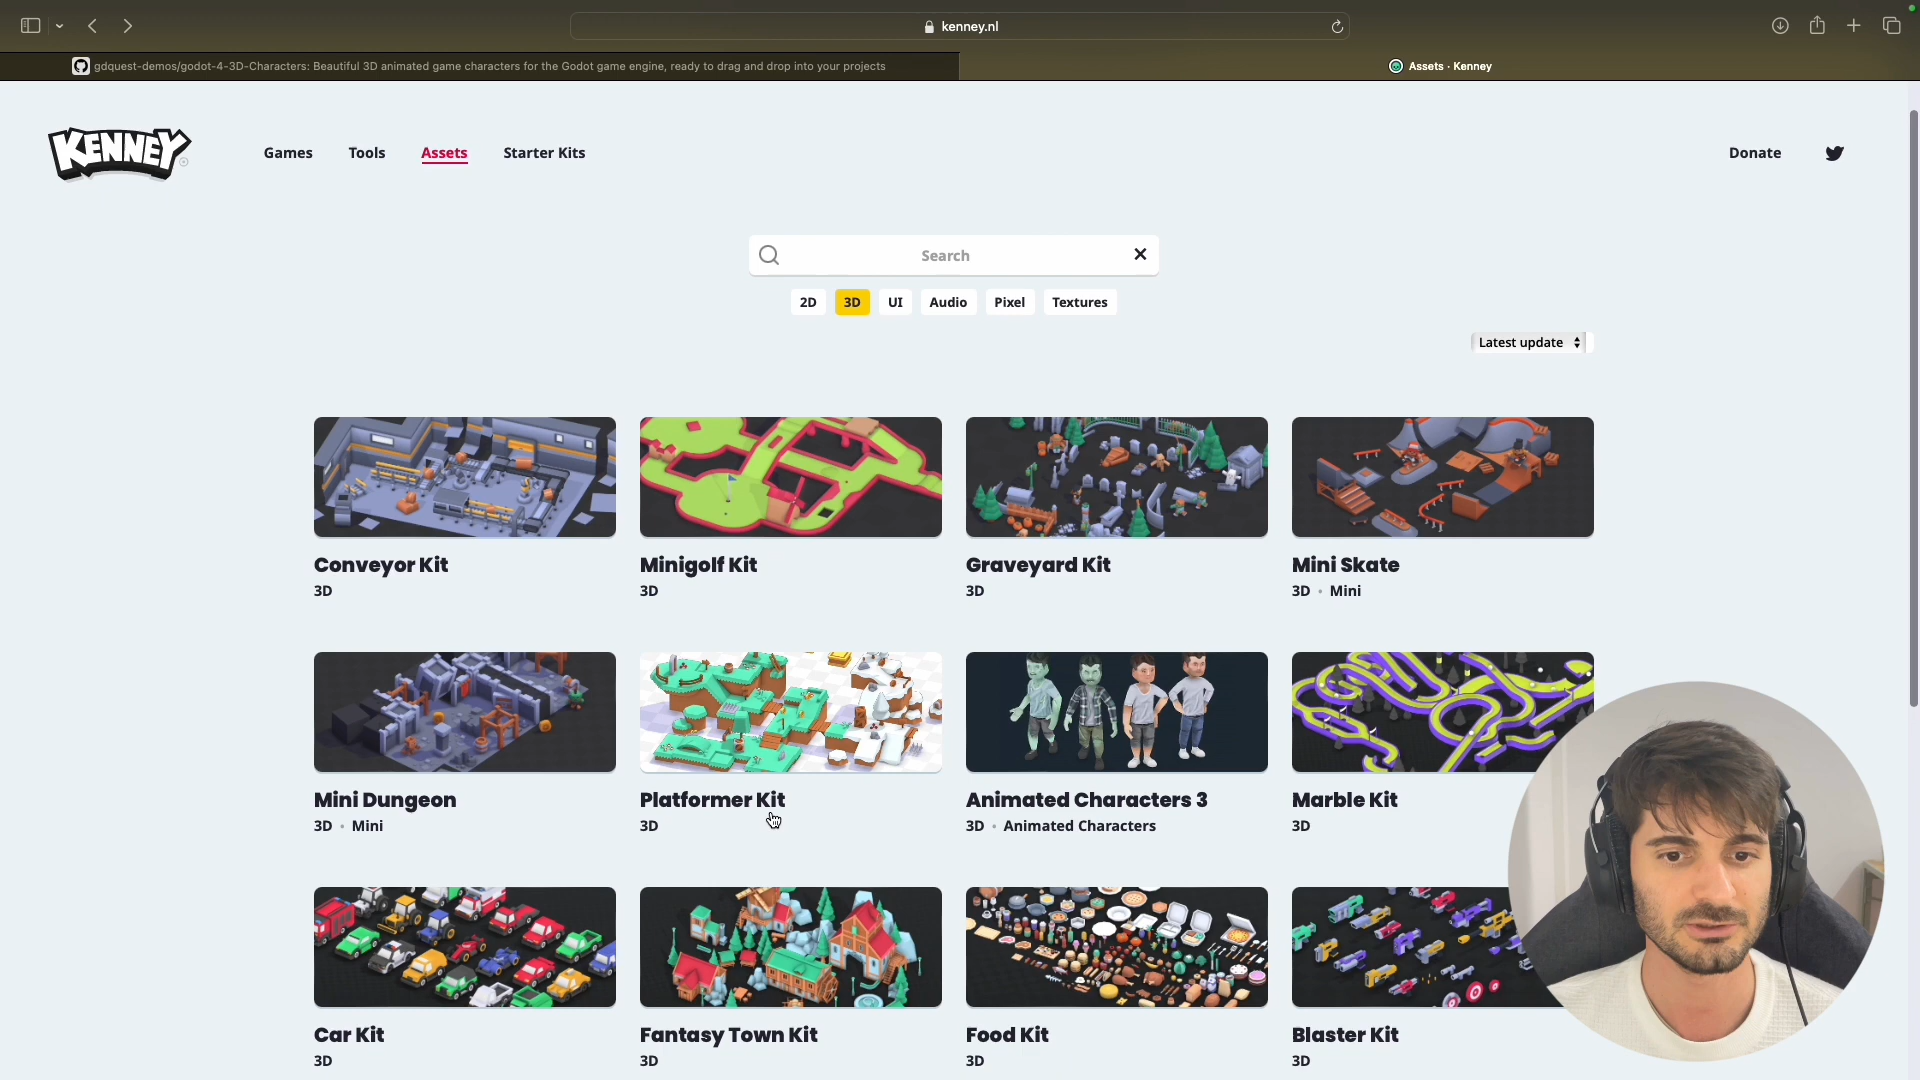 kenney.nl
gdquest-demos/godot-4-3D-Characters: Beautiful 3D animated game characters for the Godot game engine, ready to drag and drop into your projects
Assets · Kenney
KENNEY
Games
Tools
Assets
Starter Kits
Donate
Search
2D
3D
UI
Audio
Pixel
Textures
Latest update
Conveyor Kit
3D
Minigolf Kit
3D
Graveyard Kit
3D
Mini Skate
3D • Mini
Mini Dungeon
3D • Mini
Platformer Kit
3D
Animated Characters 3
3D • Animated Characters
Marble Kit
3D
Car Kit
3D
Fantasy Town Kit
3D
Food Kit
3D
Blaster Kit
3D